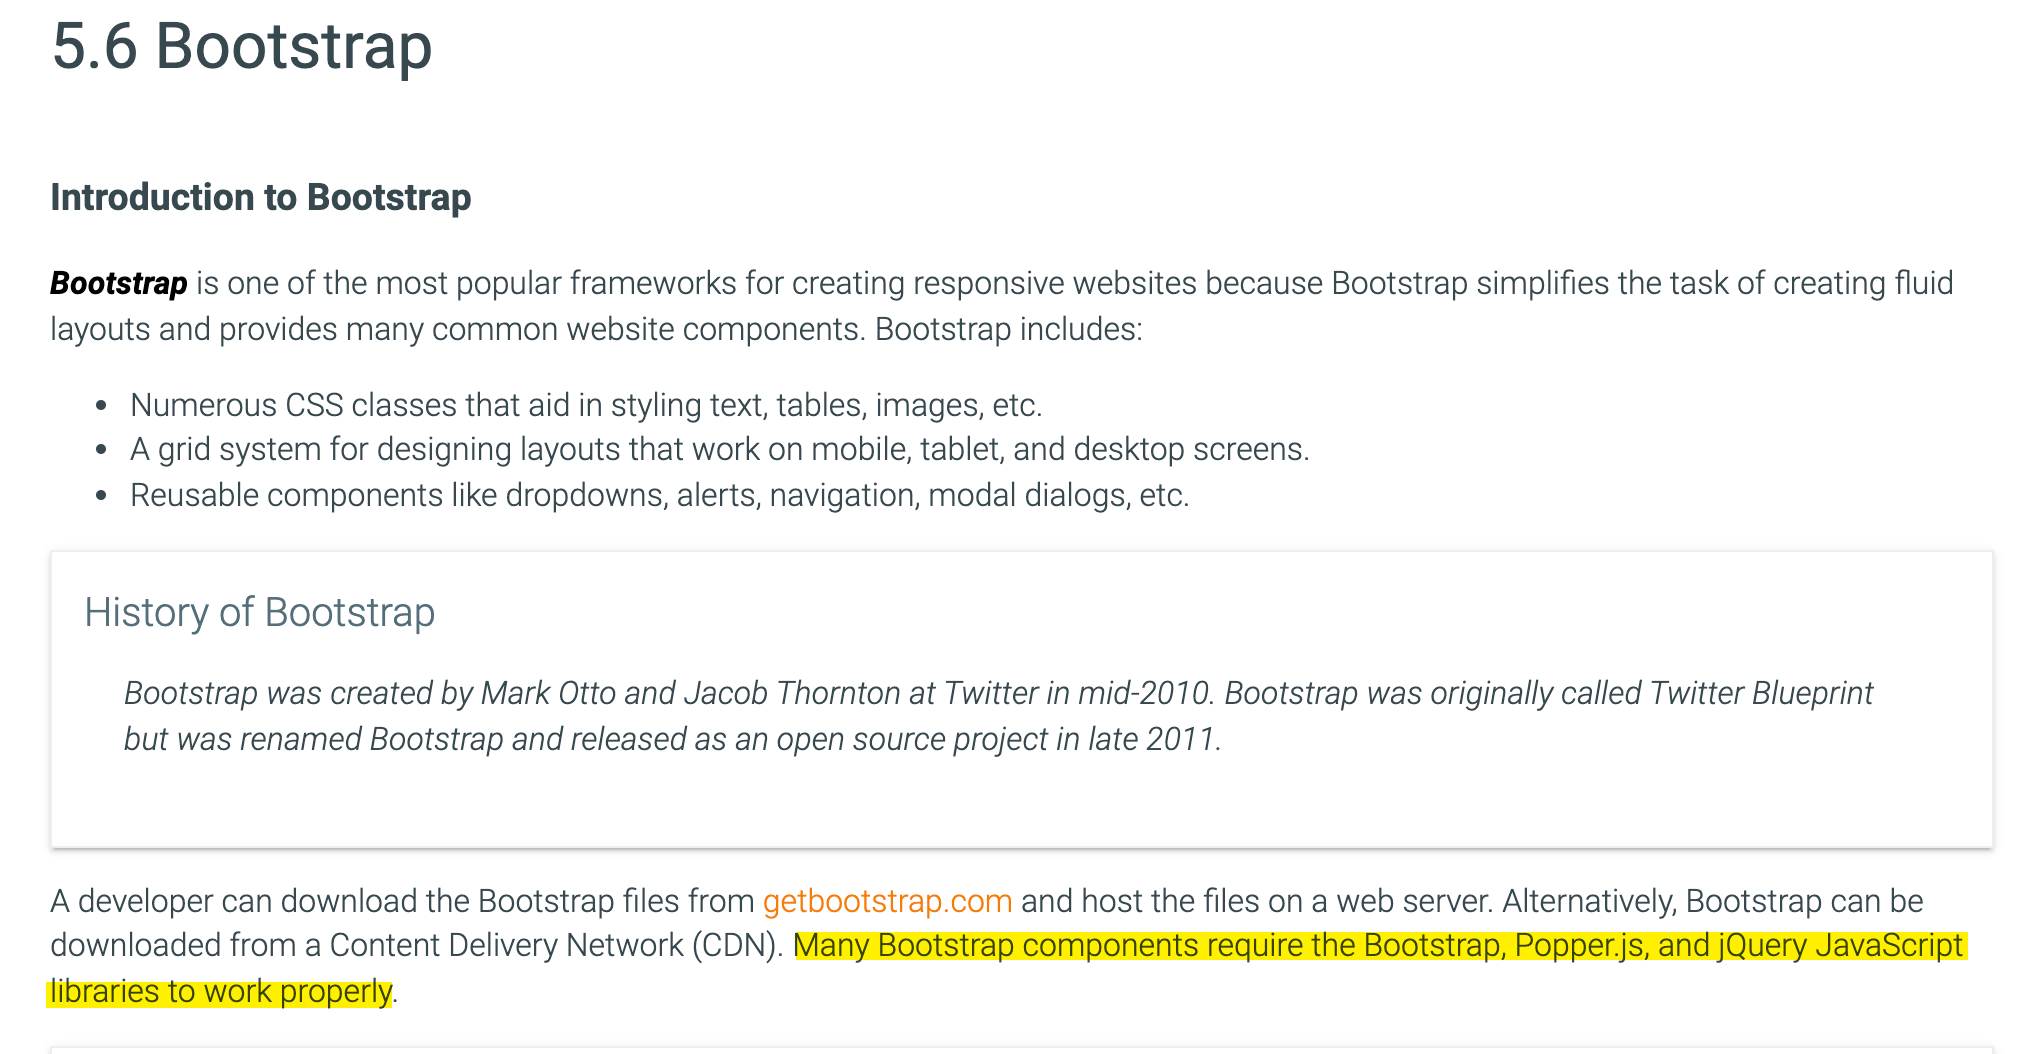 5.6 Bootstrap
Introduction to Bootstrap
Bootstrap is one of the most popular frameworks for creating responsive websites because Bootstrap simplifies the task of creating fluid
layouts and provides many common website components. Bootstrap includes:
• Numerous CSS classes that aid in styling text, tables, images, etc.
• A grid system for designing layouts that work on mobile, tablet, and desktop screens.
• Reusable components like dropdowns, alerts, navigation, modal dialogs, etc.
History of Bootstrap
Bootstrap was created by Mark Otto and Jacob Thornton at Twitter in mid-2010. Bootstrap was originally called Twitter Blueprint
but was renamed Bootstrap and released as an open source project in late 2011.
A developer can download the Bootstrap files from getbootstrap.com and host the files on a web server. Alternatively, Bootstrap can be
downloaded from a Content Delivery Network (CDN). Many Bootstrap components require the Bootstrap, Popper.js, and jQuery JavaScript
libraries to work properly.